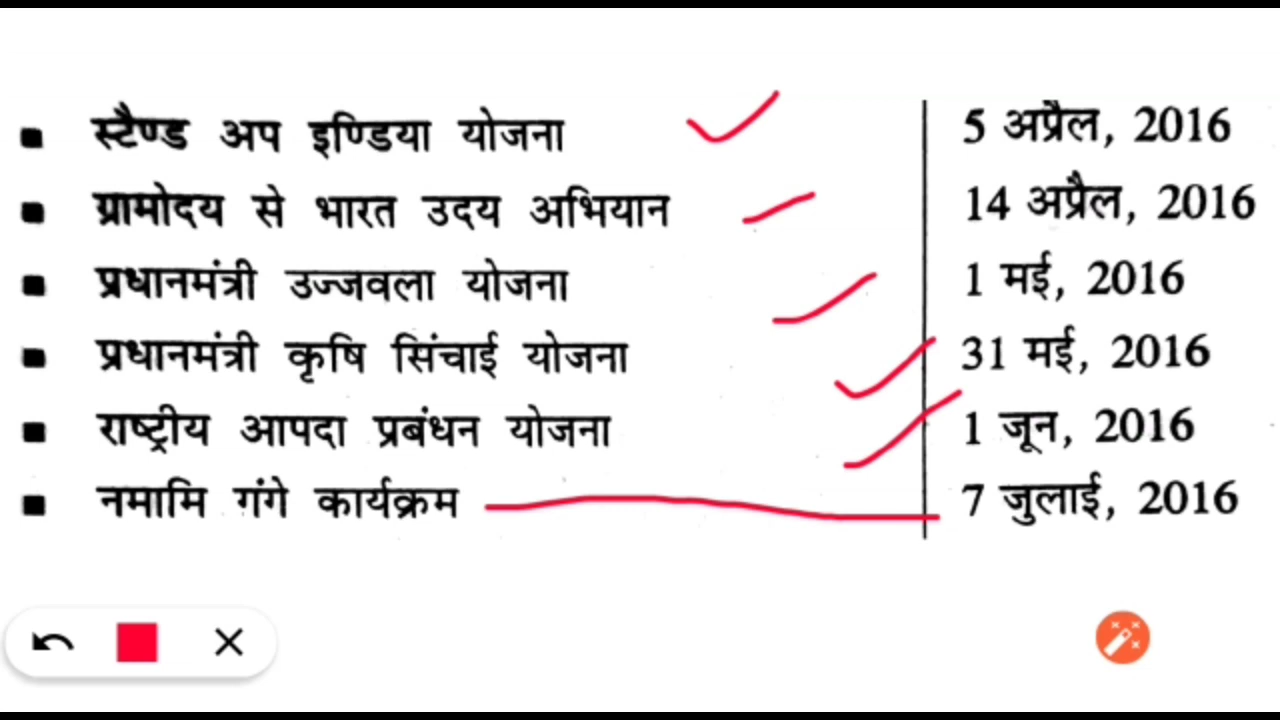 ■ स्टैण्ड अप इण्डिया योजना 5 अप्रैल, 2016
■ ग्रामोदय से भारत उदय अभियान 14 अप्रैल, 2016
■ प्रधानमंत्री उज्जवला योजना 1 मई, 2016
■ प्रधानमंत्री कृषि सिंचाई योजना 31 मई, 2016
■ राष्ट्रीय आपदा प्रबंधन योजना 1 जून, 2016
■ नमामि गंगे कार्यक्रम 7 जुलाई, 2016